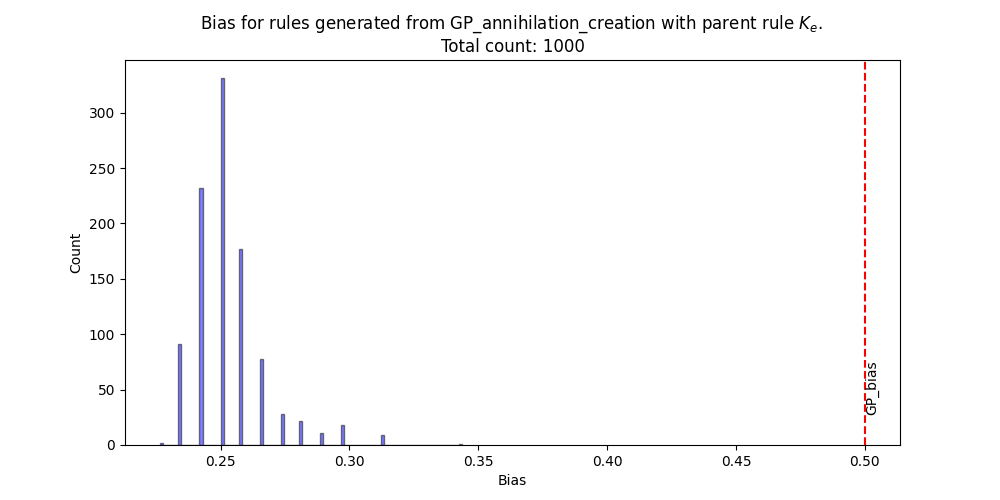 Bias for rules generated from GP_annihilation_creation with parent rule $K_e$.
Total count: 1000
Count
300
250
200
150
100
50
0
GP_bias
0.25
0.30
0.35
0.40
0.45
0.50
Bias